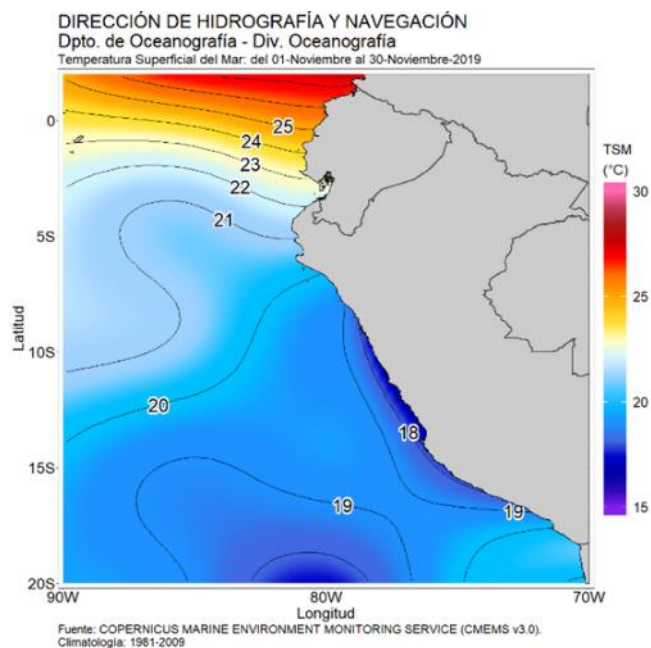 DIRECCIÓN DE HIDROGRAFÍA Y NAVEGACIÓN
Dpto. de Oceanografía - Div. Oceanografía
Temperatura Superficial del Mar: del 01-Noviembre al 30-Noviembre-2019
25
24
23
22
21
20
19
18
19
0
5S
10S
15S
20S
Latitud
90W
80W
70W
Longitud
TSM
(°C)
30
25
20
15
Fuente: COPERNICUS MARINE ENVIRONMENT MONITORING SERVICE (CMEMS v3.0).
Climatología: 1981-2009